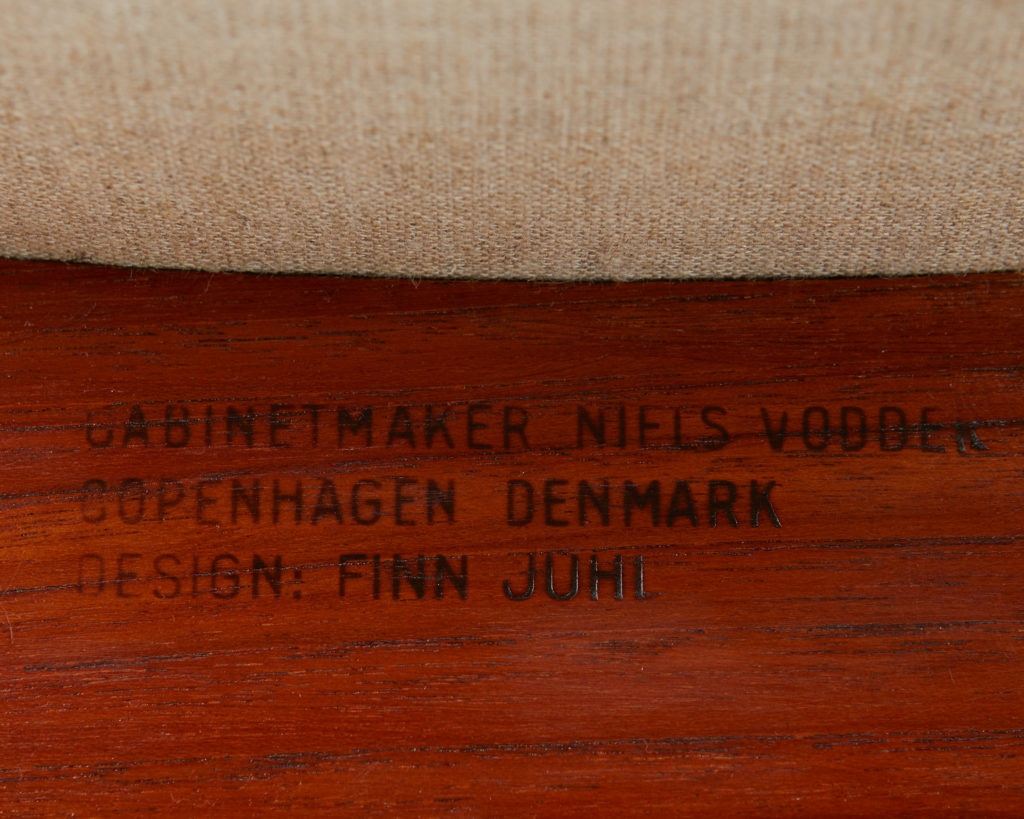 CABINETMAKER NIELS VODDER
COPENHAGEN DENMARK
DESIGN: FINN JUHL